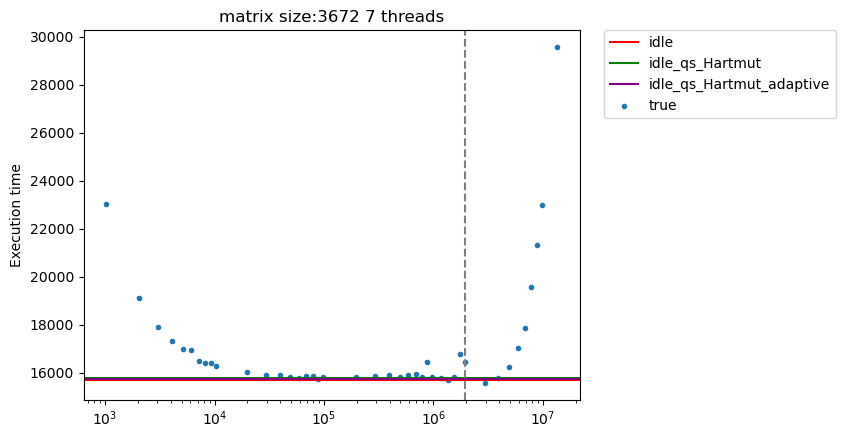 matrix size:3672 7 threads
30000
28000
26000
24000
22000
20000
18000
16000
Execution time
10^3
10^4
10^5
10^6
10^7
idle
idle_qs_Hartmut
idle_qs_Hartmut_adaptive
true